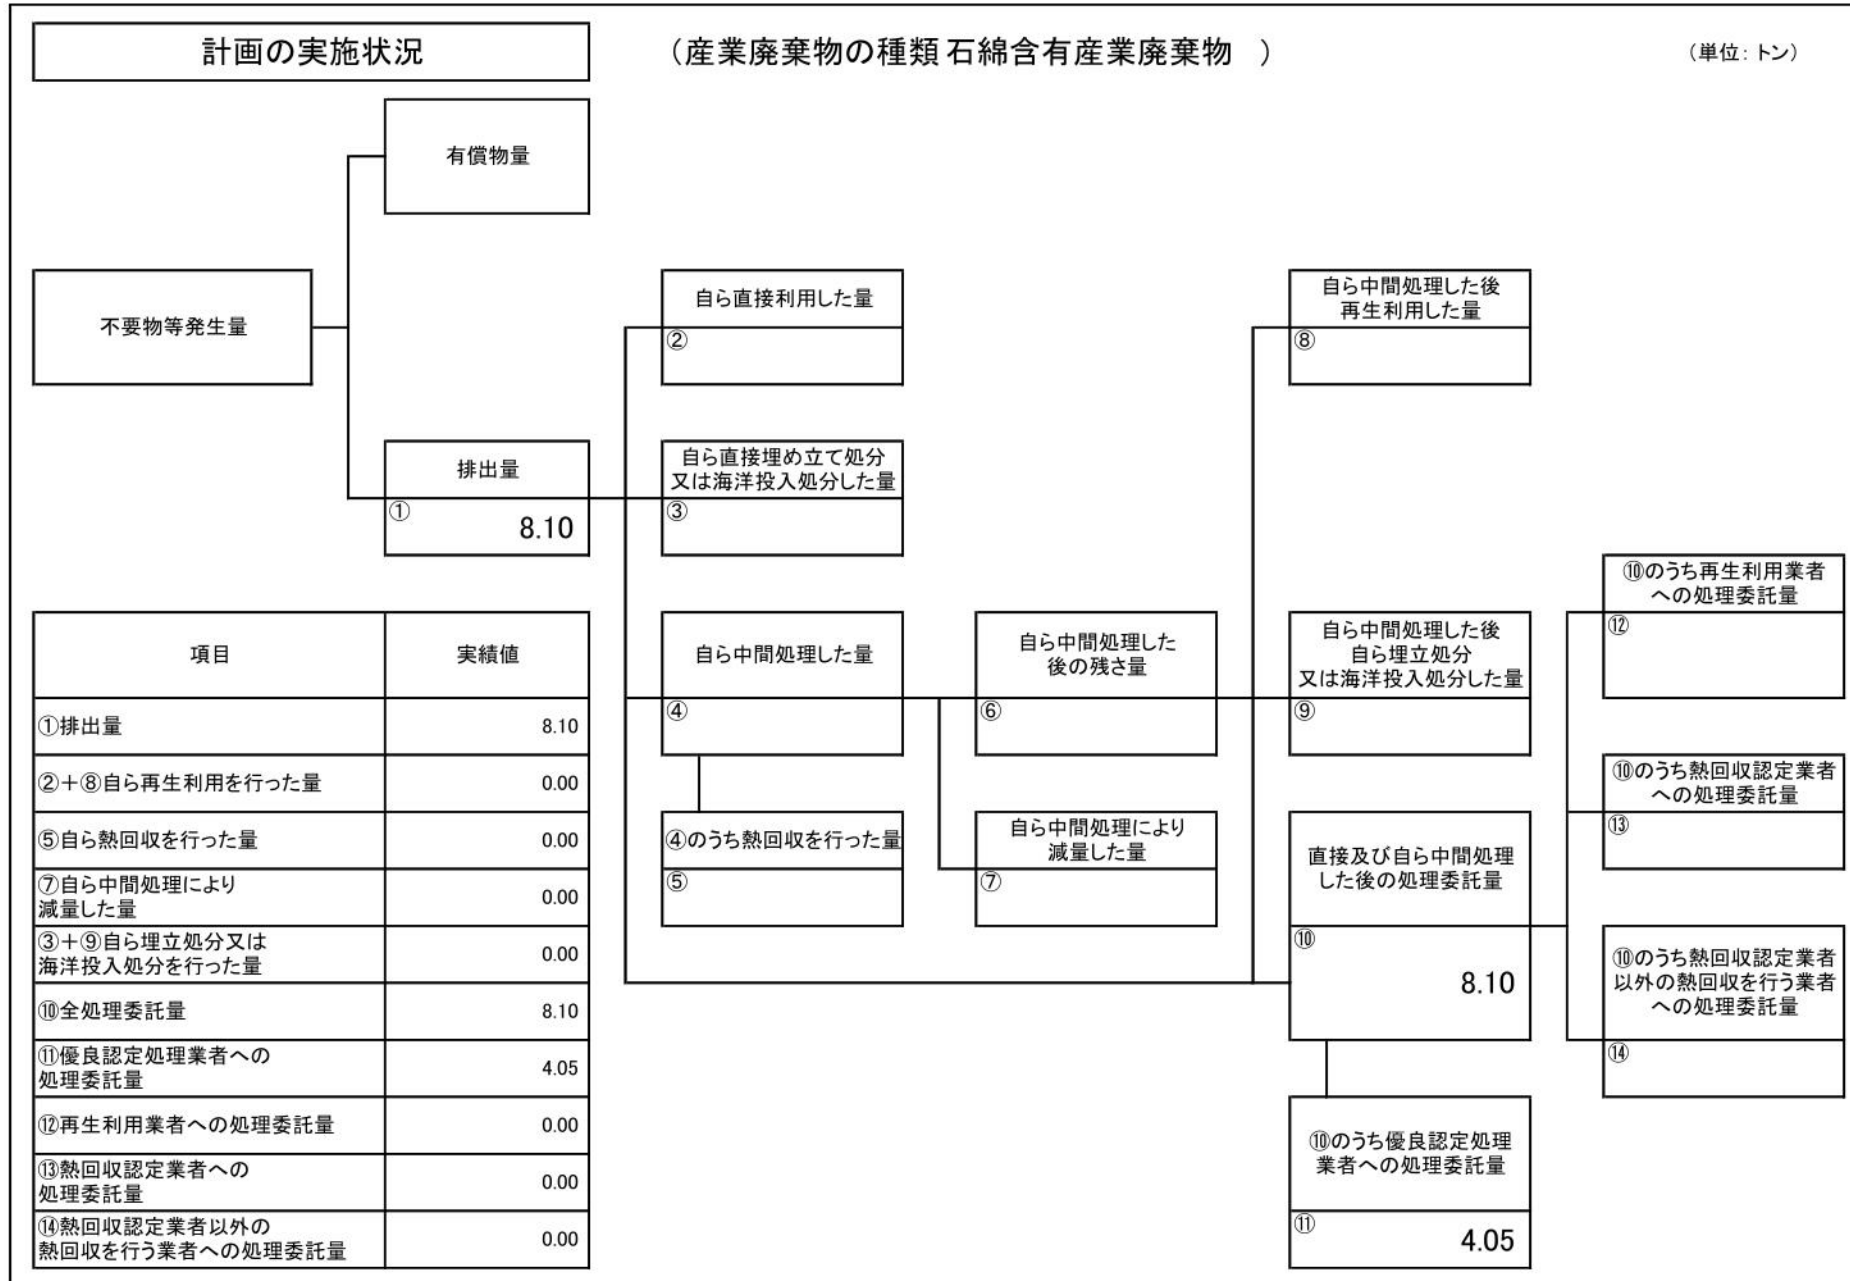 計画の実施状況
（産業廃棄物の種類 石綿含有産業廃棄物　）
（単位：トン）
有償物量
不要物等発生量
自ら直接利用した量
②
自ら中間処理した後
再生利用した量
⑧
排出量
①
8.10
自ら直接埋め立て処分
又は海洋投入処分した量
③
⑩のうち再生利用業者
への処理委託量
⑫
自ら中間処理した量
④
自ら中間処理した
後の残さ量
⑥
自ら中間処理した後
自ら埋立処分
又は海洋投入処分した量
⑨
⑩のうち熱回収認定業者
への処理委託量
⑬
④のうち熱回収を行った量
⑤
自ら中間処理により
減量した量
⑦
直接及び自ら中間処理
した後の処理委託量
⑩
8.10
⑩のうち熱回収認定業者
以外の熱回収を行う業者
への処理委託量
⑭
⑩のうち優良認定処理
業者への処理委託量
⑪
4.05
項目
実績値
①排出量
8.10
②＋⑧自ら再生利用を行った量
0.00
⑤自ら熱回収を行った量
0.00
⑦自ら中間処理により
減量した量
0.00
③＋⑨自ら埋立処分又は
海洋投入処分を行った量
0.00
⑩全処理委託量
8.10
⑪優良認定処理業者への
処理委託量
4.05
⑫再生利用業者への処理委託量
0.00
⑬熱回収認定業者への
処理委託量
0.00
⑭熱回収認定業者以外の
熱回収を行う業者への処理委託量
0.00